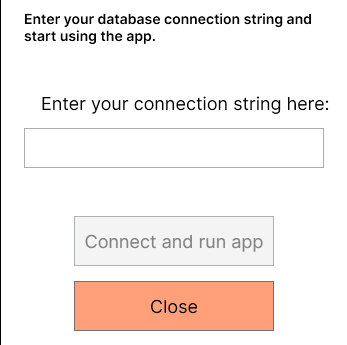 Enter your database connection string and
start using the app.
Enter your connection string here:
Connect and run app
Close